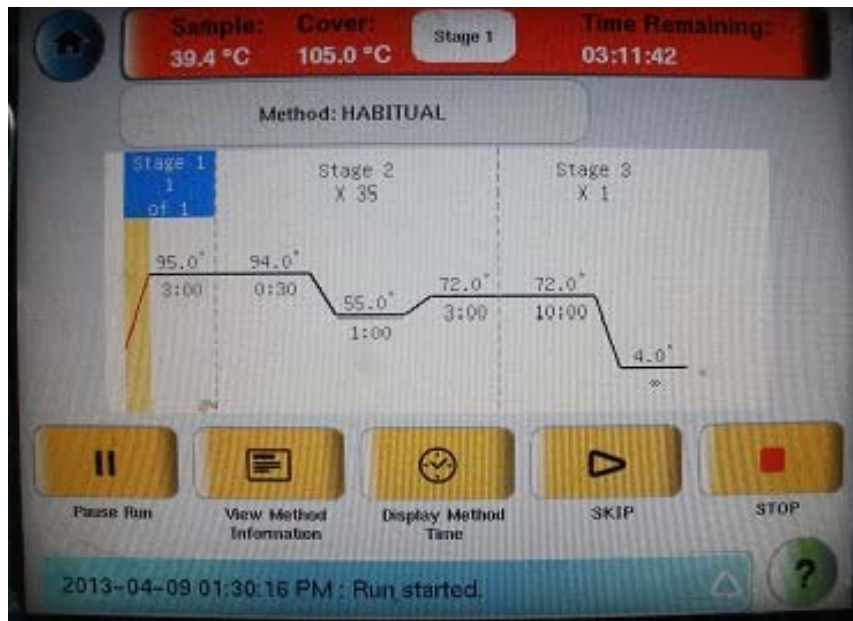 Sample: Cover: Stage 1 Time Remaining:
39.4 °C 105.0 °C 03:11:42
Method: HABITUAL
Stage 1 Stage 2 Stage 3
1 X 35 X 1
of 1
95.0° 94.0° 55.0° 72.0° 72.0° 4.0°
3:00 0:30 1:00 3:00 10:00 ∞
Pause Run View Method Information Display Method Time SKIP STOP
2013-04-09 01:30:16 PM : Run started.
?